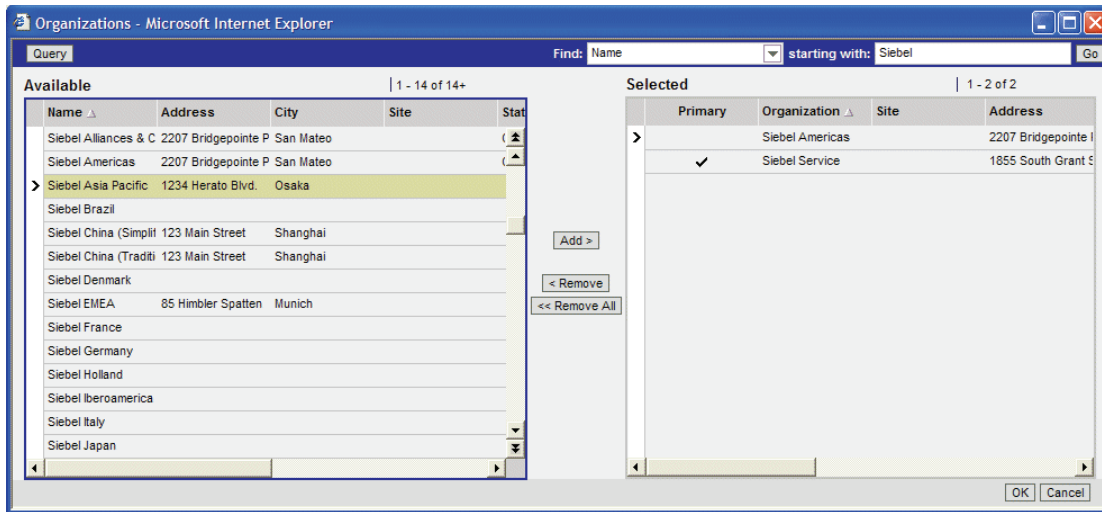 Organizations - Microsoft Internet Explorer
Query Find: Name starting with: Siebel Go
Available 1 - 14 of 14+
Name Address City Site Stat
Siebel Alliances & C 2207 Bridgepointe P San Mateo
Siebel Americas 2207 Bridgepointe P San Mateo
Siebel Asia Pacific 1234 Herato Blvd. Osaka
Siebel Brazil
Siebel China (Simplif 123 Main Street Shanghai
Siebel China (Traditi 123 Main Street Shanghai
Siebel Denmark
Siebel EMEA 85 Himbler Spatten Munich
Siebel France
Siebel Germany
Siebel Holland
Siebel Iberoamerica
Siebel Italy
Siebel Japan
Add >
< Remove
<< Remove All
Selected 1 - 2 of 2
Primary Organization Site Address
Siebel Americas 2207 Bridgepointe
Siebel Service 1855 South Grant S
OK Cancel